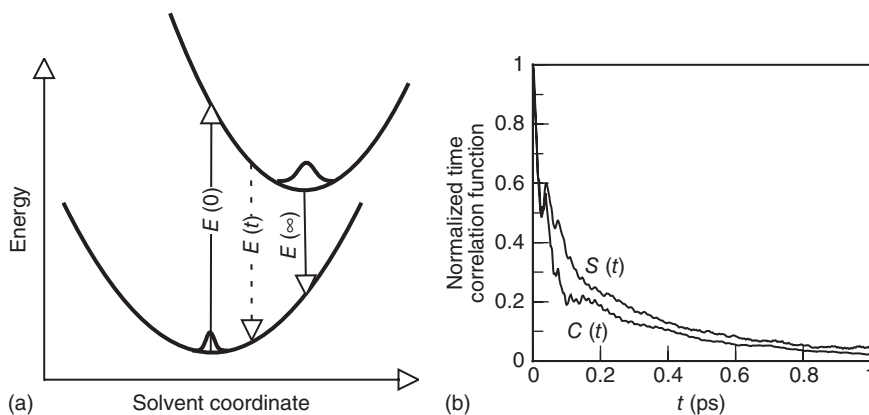 Energy
E (0)
E (t)
E (∞)
(a)
Solvent coordinate
Normalized time
correlation function
1
0.8
0.6
0.4
0.2
0
S (t)
C (t)
0
0.2
0.4
0.6
0.8
1
(b)
t (ps)